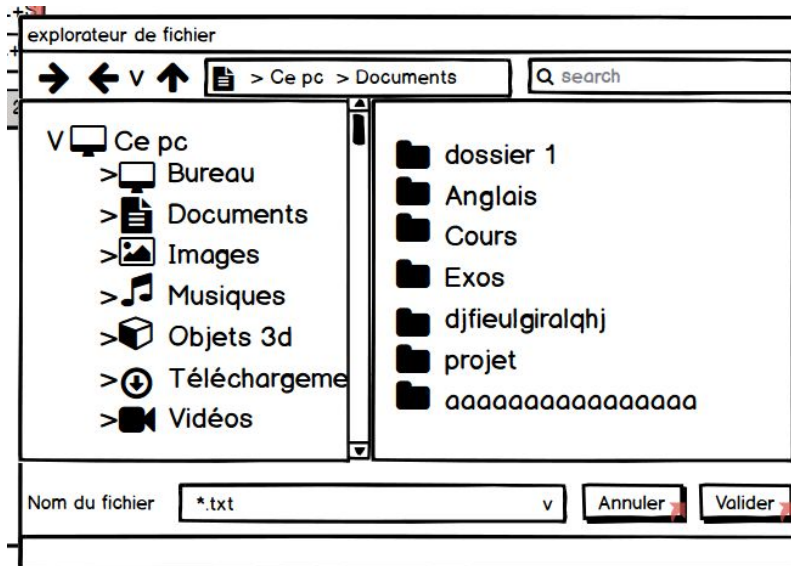 explorateur de fichier
> Ce pc > Documents
search
V Ce pc
> Bureau
> Documents
> Images
> Musiques
> Objets 3d
> Téléchargeme
> Vidéos
dossier 1
Anglais
Cours
Exos
djfieulgiralqhj
projet
aaaaaaaaaaaaaaaa
Nom du fichier
*.txt v
Annuler
Valider